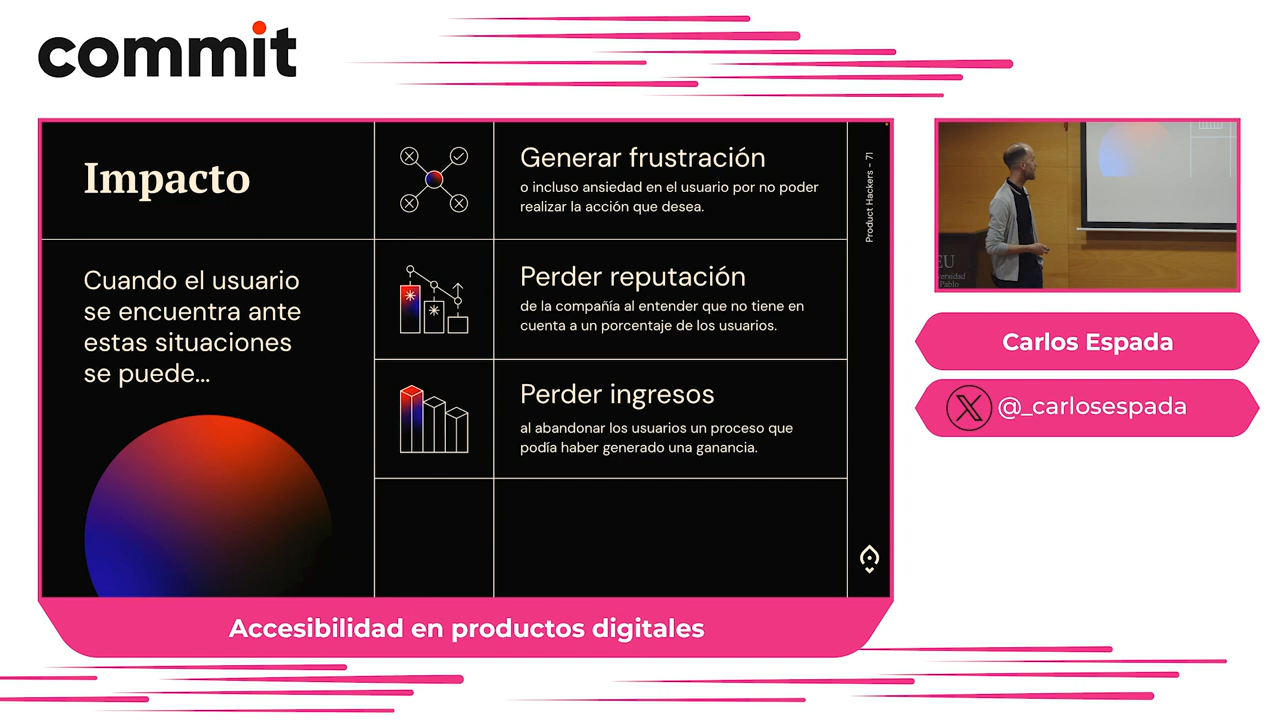 commit
Impacto
Cuando el usuario
se encuentra ante
estas situaciones
se puede...
Generar frustración
o incluso ansiedad en el usuario por no poder
realizar la acción que desea.
Perder reputación
de la compañía al entender que no tiene en
cuenta a un porcentaje de los usuarios.
Perder ingresos
al abandonar los usuarios un proceso que
podía haber generado una ganancia.
Product Hackers - 71
Accesibilidad en productos digitales
EU
versidad
Pablo
Carlos Espada
@_carlosespada